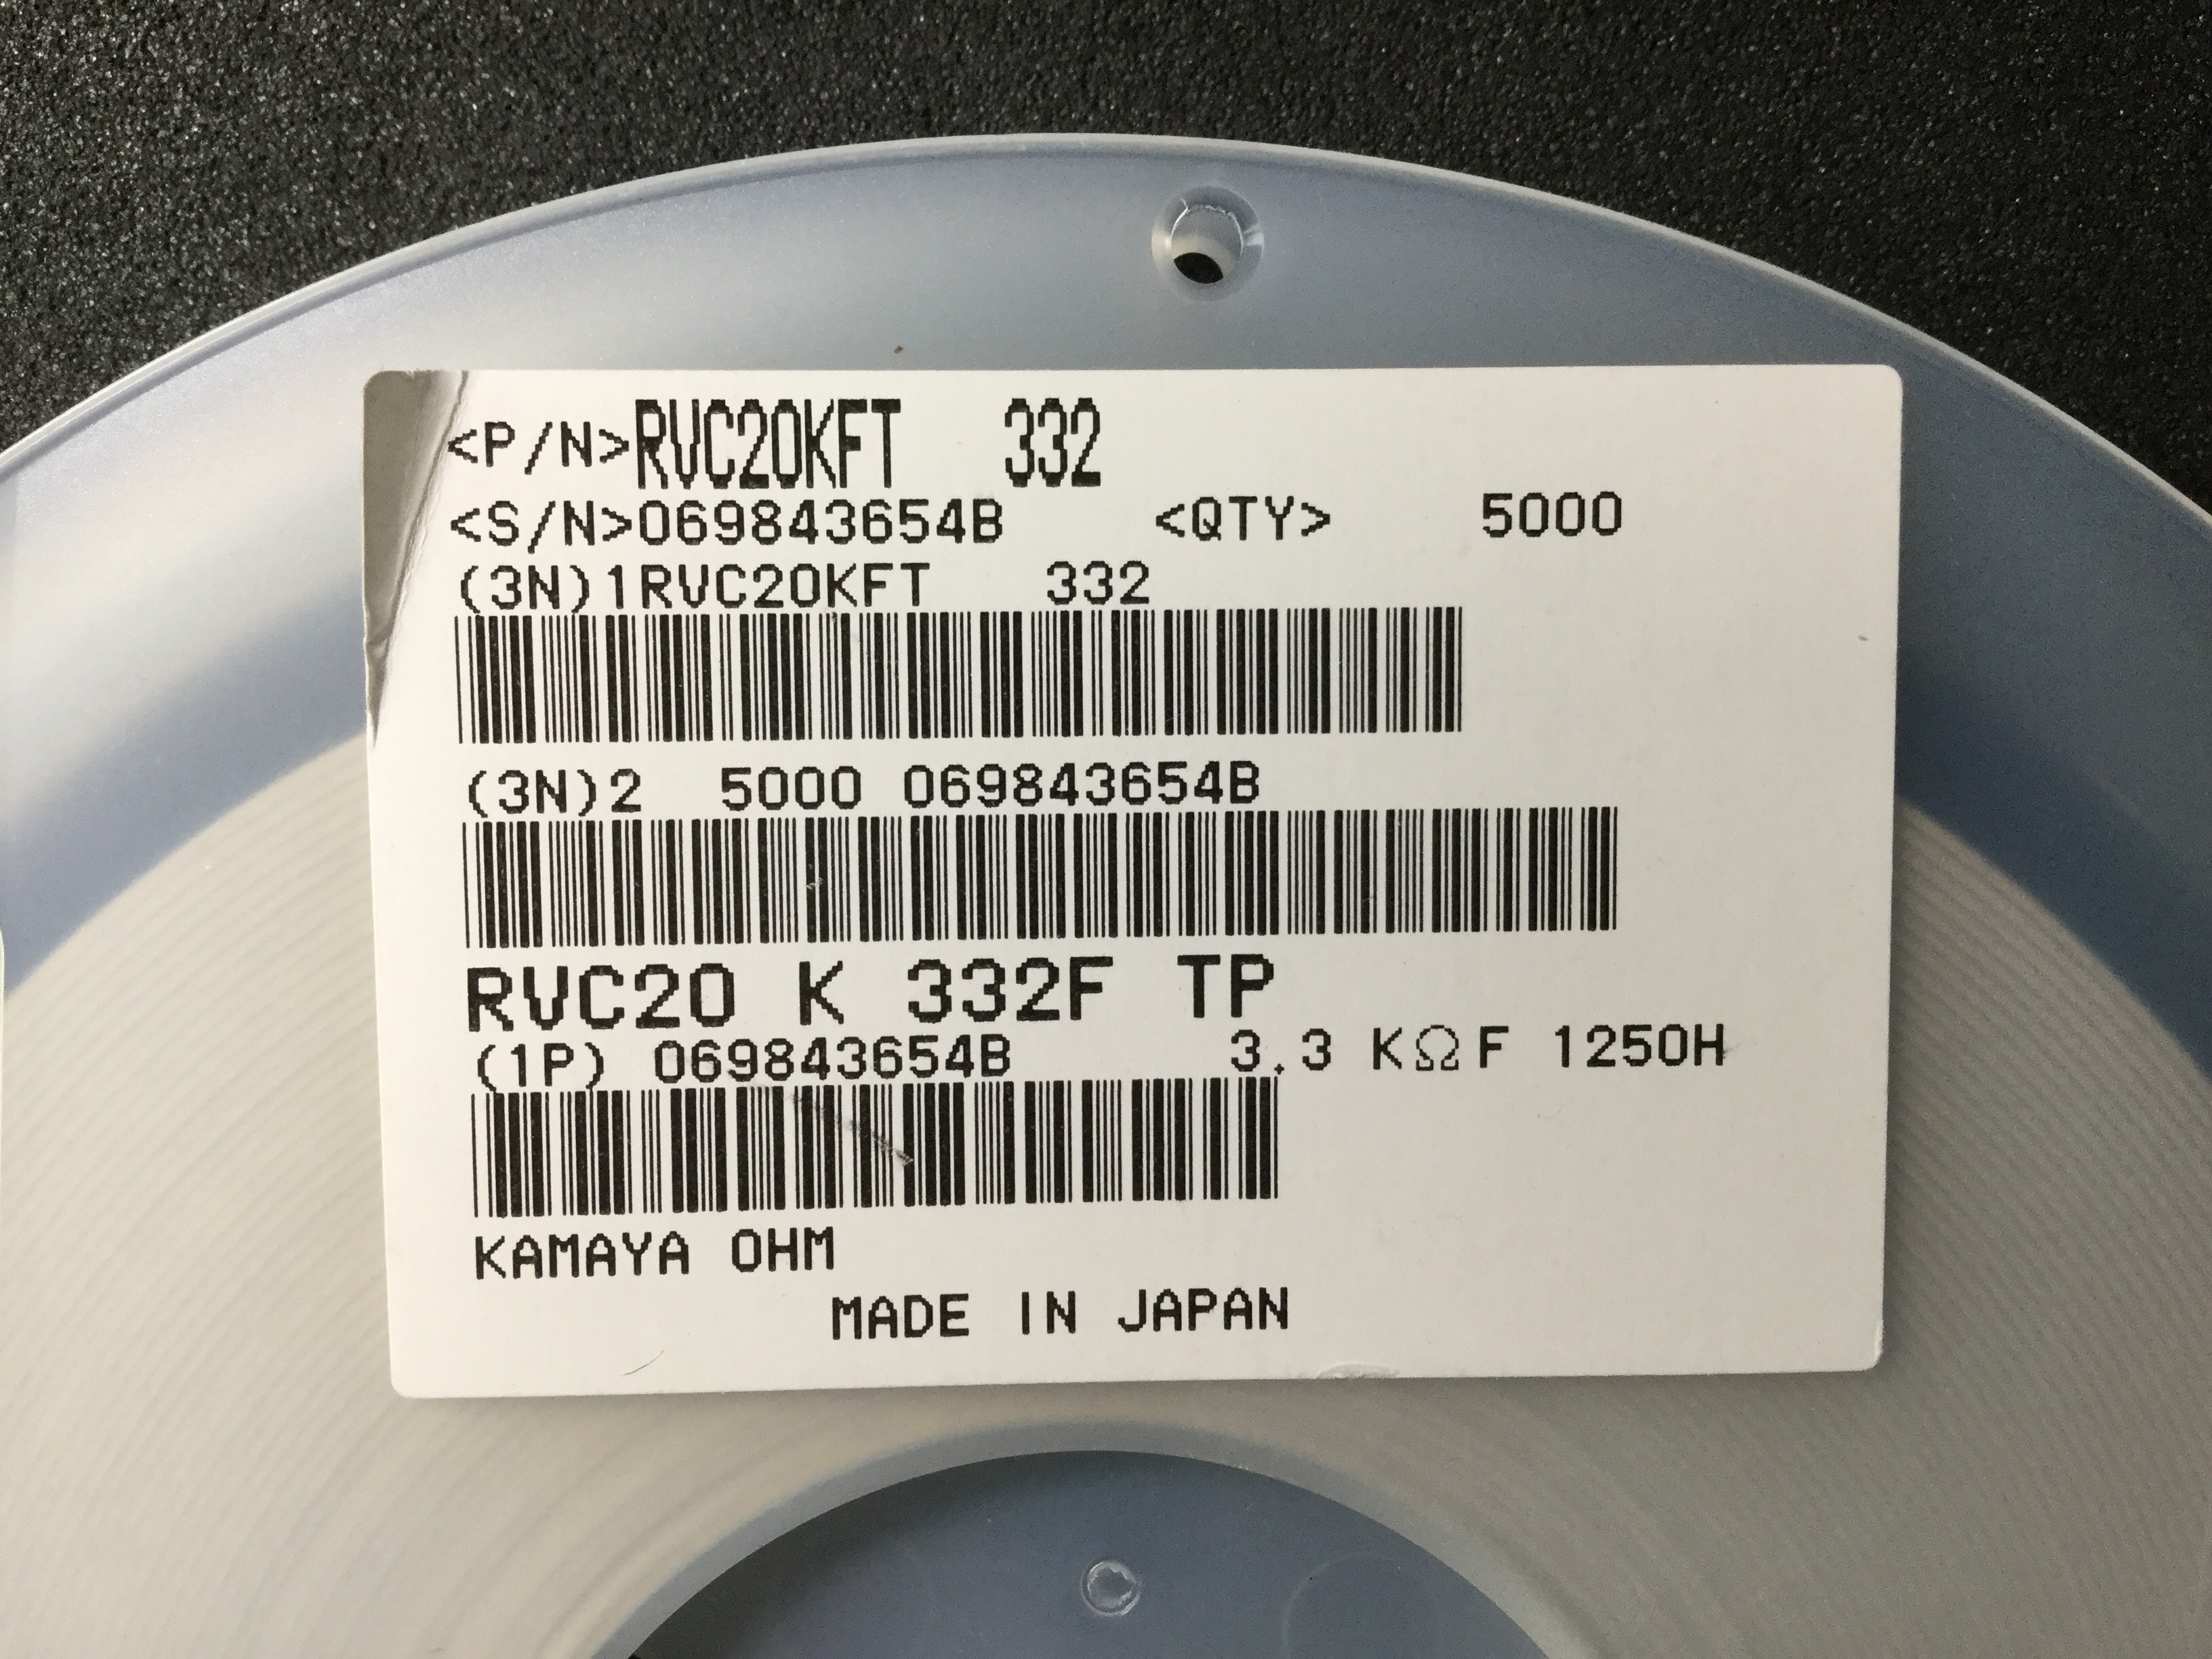 <P/N>RVC20KFT 332
<S/N>069843654B <QTY> 5000
(3N)1RVC20KFT 332
(3N)2 5000 069843654B
RVC20 K 332F TP
(1P) 069843654B 3.3 KΩF 1250H
KAMAYA OHM
MADE IN JAPAN